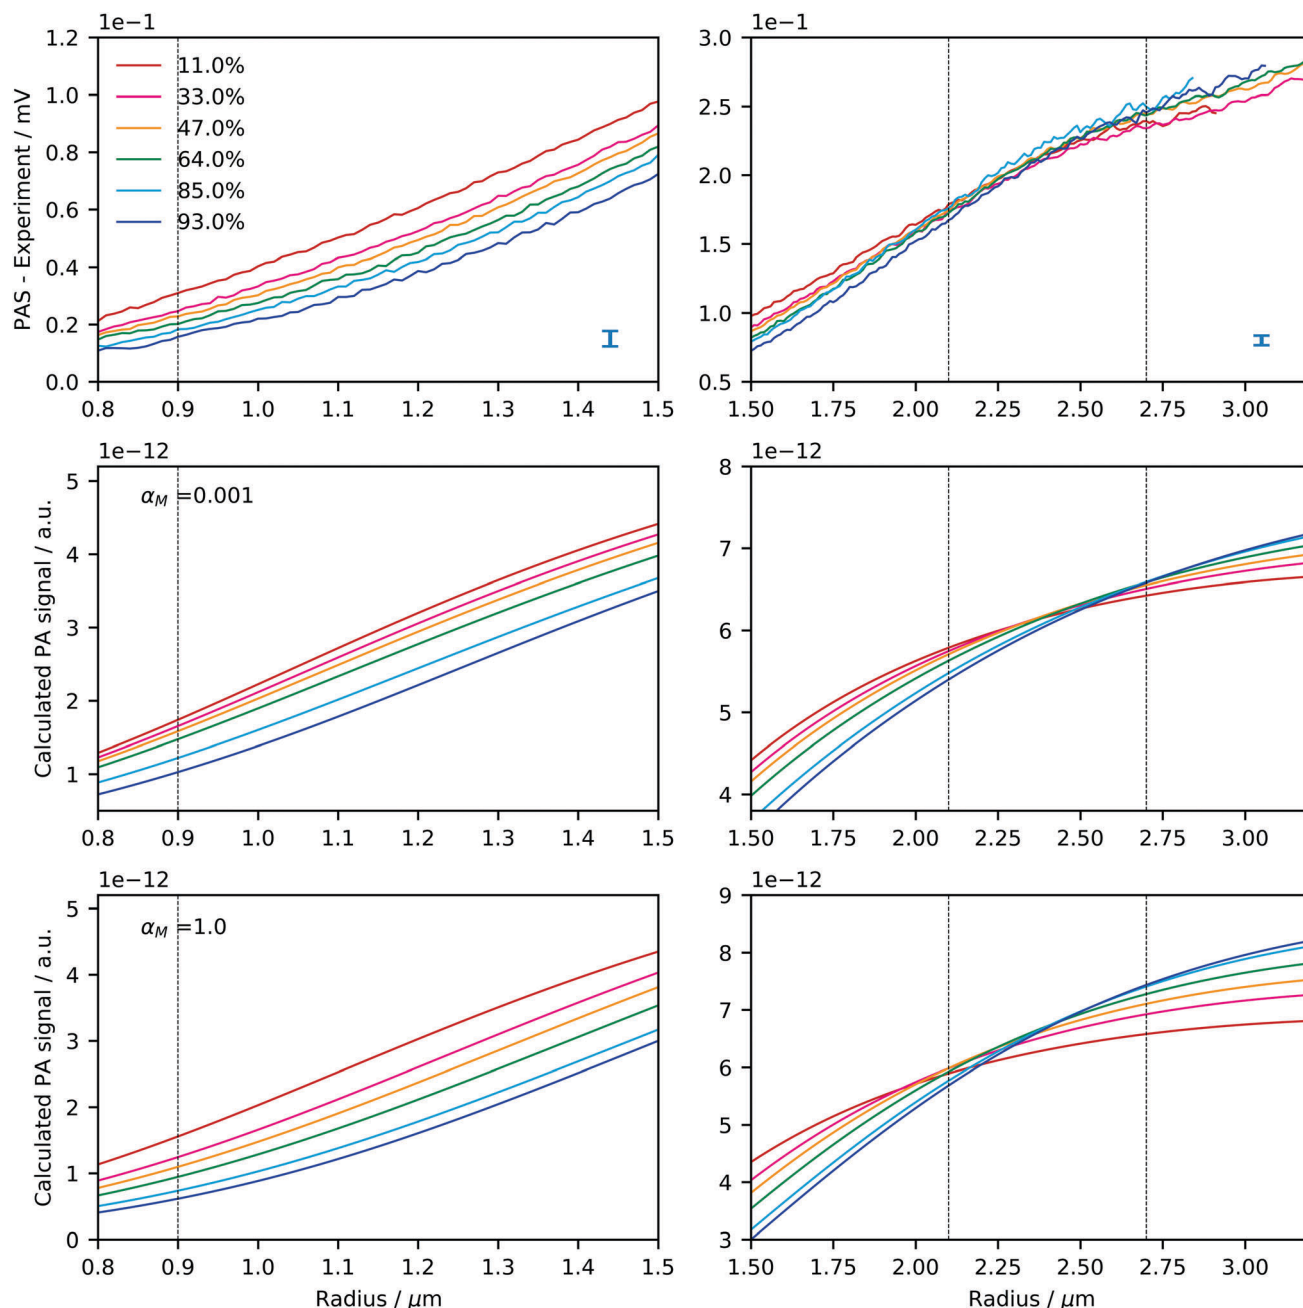 1e−1
PAS - Experiment / mV
1.2
1.0
0.8
0.6
0.4
0.2
0.0
11.0%
33.0%
47.0%
64.0%
85.0%
93.0%
0.8 0.9 1.0 1.1 1.2 1.3 1.4 1.5
1e−1
3.0
2.5
2.0
1.5
1.0
0.5
1.50 1.75 2.00 2.25 2.50 2.75 3.00
1e−12
Calculated PA signal / a.u.
5
4
3
2
1
α_M =0.001
0.8 0.9 1.0 1.1 1.2 1.3 1.4 1.5
1e−12
8
7
6
5
4
1.50 1.75 2.00 2.25 2.50 2.75 3.00
1e−12
Calculated PA signal / a.u.
5
4
3
2
1
0
α_M =1.0
0.8 0.9 1.0 1.1 1.2 1.3 1.4 1.5
Radius / μm
1e−12
9
8
7
6
5
4
3
1.50 1.75 2.00 2.25 2.50 2.75 3.00
Radius / μm